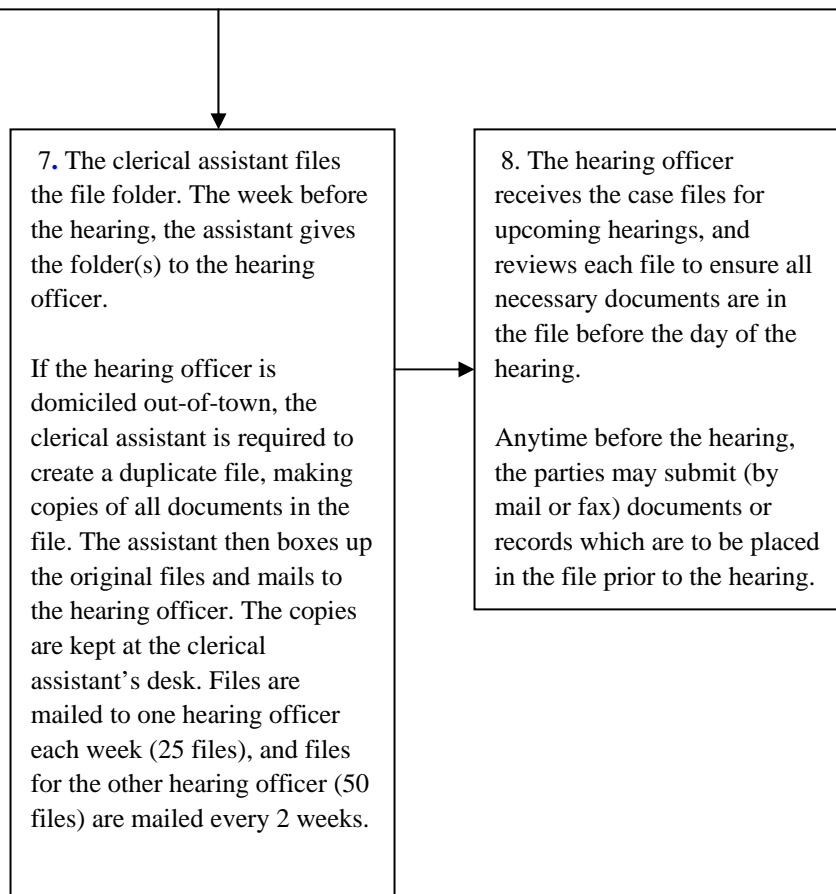 7. The clerical assistant files
the file folder. The week before
the hearing, the assistant gives
the folder(s) to the hearing
officer.
If the hearing officer is
domiciled out-of-town, the
clerical assistant is required to
create a duplicate file, making
copies of all documents in the
file. The assistant then boxes up
the original files and mails to
the hearing officer. The copies
are kept at the clerical
assistant’s desk. Files are
mailed to one hearing officer
each week (25 files), and files
for the other hearing officer (50
files) are mailed every 2 weeks.
8. The hearing officer
receives the case files for
upcoming hearings, and
reviews each file to ensure all
necessary documents are in
the file before the day of the
hearing.
Anytime before the hearing,
the parties may submit (by
mail or fax) documents or
records which are to be placed
in the file prior to the hearing.